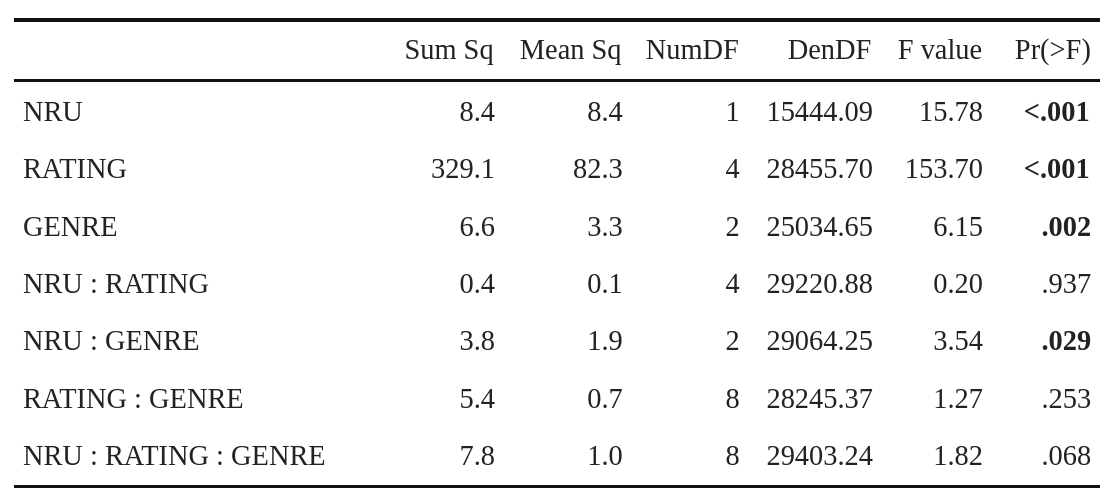 Sum Sq Mean Sq NumDF DenDF F value Pr(>F)
NRU 8.4 8.4 1 15444.09 15.78 <.001
RATING 329.1 82.3 4 28455.70 153.70 <.001
GENRE 6.6 3.3 2 25034.65 6.15 .002
NRU : RATING 0.4 0.1 4 29220.88 0.20 .937
NRU : GENRE 3.8 1.9 2 29064.25 3.54 .029
RATING : GENRE 5.4 0.7 8 28245.37 1.27 .253
NRU : RATING : GENRE 7.8 1.0 8 29403.24 1.82 .068